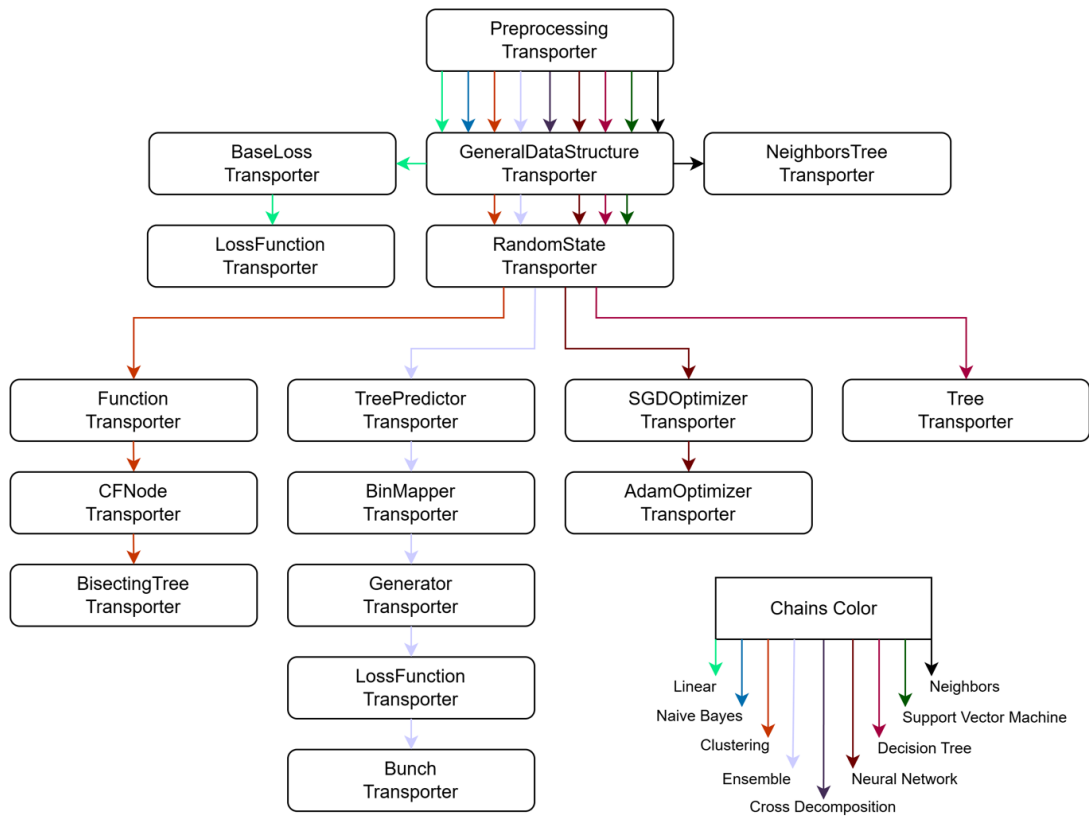 Preprocessing
Transporter
BaseLoss
Transporter
GeneralDataStructure
Transporter
NeighborsTree
Transporter
LossFunction
Transporter
RandomState
Transporter
Function
Transporter
TreePredictor
Transporter
SGDOptimizer
Transporter
Tree
Transporter
CFNode
Transporter
BinMapper
Transporter
AdamOptimizer
Transporter
BisectingTree
Transporter
Generator
Transporter
LossFunction
Transporter
Bunch
Transporter
Chains Color
Linear
Neighbors
Naive Bayes
Support Vector Machine
Clustering
Decision Tree
Ensemble
Neural Network
Cross Decomposition